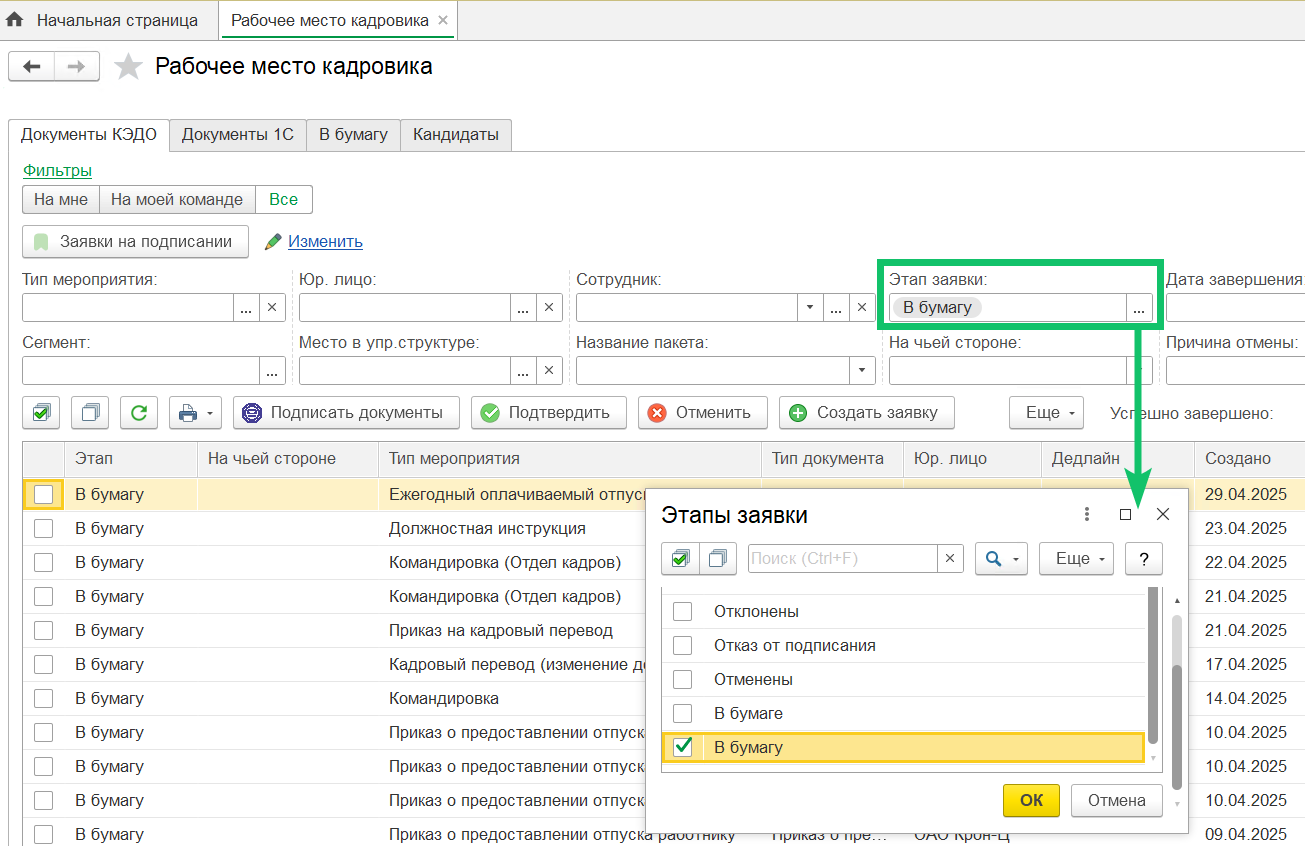 Начальная страница Рабочее место кадровика
Рабочее место кадровика
Документы КЭДО Документы 1С В бумагу Кандидаты
Фильтры
На мне На моей команде Все
Заявки на подписании Изменить
Тип мероприятия: Юр. лицо: Сотрудник: Этап заявки: Дата завершения:
... ... ... В бумагу ...
Сегмент: Место в упр.структуре: Название пакета: На чьей стороне: Причина отмены:
... ...
Подписать документы Подтвердить Отменить Создать заявку Еще Успешно завершено:
Этап На чьей стороне Тип мероприятия Тип документа Юр. лицо Дедлайн Создано
В бумагу Ежегодный оплачиваемый отпуск 29.04.2025
В бумагу Должностная инструкция 23.04.2025
В бумагу Командировка (Отдел кадров) 22.04.2025
В бумагу Командировка (Отдел кадров) 21.04.2025
В бумагу Приказ на кадровый перевод 21.04.2025
В бумагу Кадровый перевод (изменение 17.04.2025
В бумагу Командировка 14.04.2025
В бумагу Приказ о предоставлении отпуска 10.04.2025
В бумагу Приказ о предоставлении отпуска 10.04.2025
В бумагу Приказ о предоставлении отпуска 10.04.2025
В бумагу Приказ о предоставлении отпуска работнику Приказ о пре... ОАО Крон-Ц 09.04.2025
Этапы заявки
Поиск (Ctrl+F) Еще ?
Отклонены
Отказ от подписания
Отменены
В бумаге
В бумагу
ОК Отмена